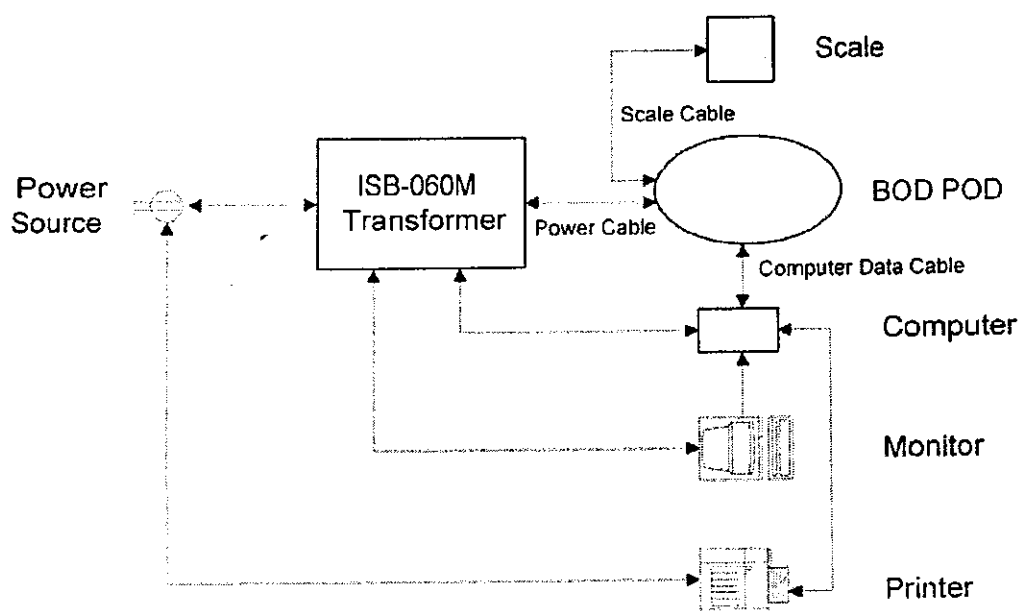 Scale
Scale Cable
Power
Source
ISB-060M
Transformer
Power Cable
BOD POD
Computer Data Cable
Computer
Monitor
Printer